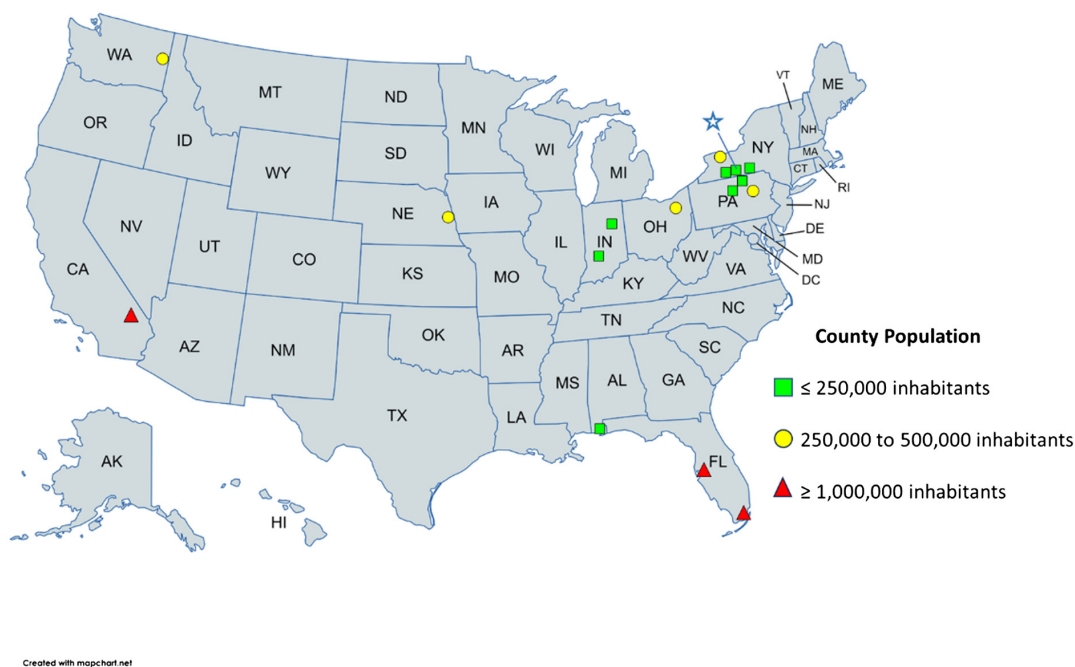 VT
ME
WA
MT
ND
OR
MN
NH
ID
SD
WI
NY
MA
WY
MI
CT
RI
IA
PA
NE
NJ
NV
OH
DE
UT
IL
IN
CO
WV
MD
CA
KS
MO
VA
DC
KY
NC
TN
OK
AZ
NM
AR
SC
County Population
MS
AL
GA
≤ 250,000 inhabitants
TX
LA
250,000 to 500,000 inhabitants
AK
FL
≥ 1,000,000 inhabitants
HI
Created with mapchart.net